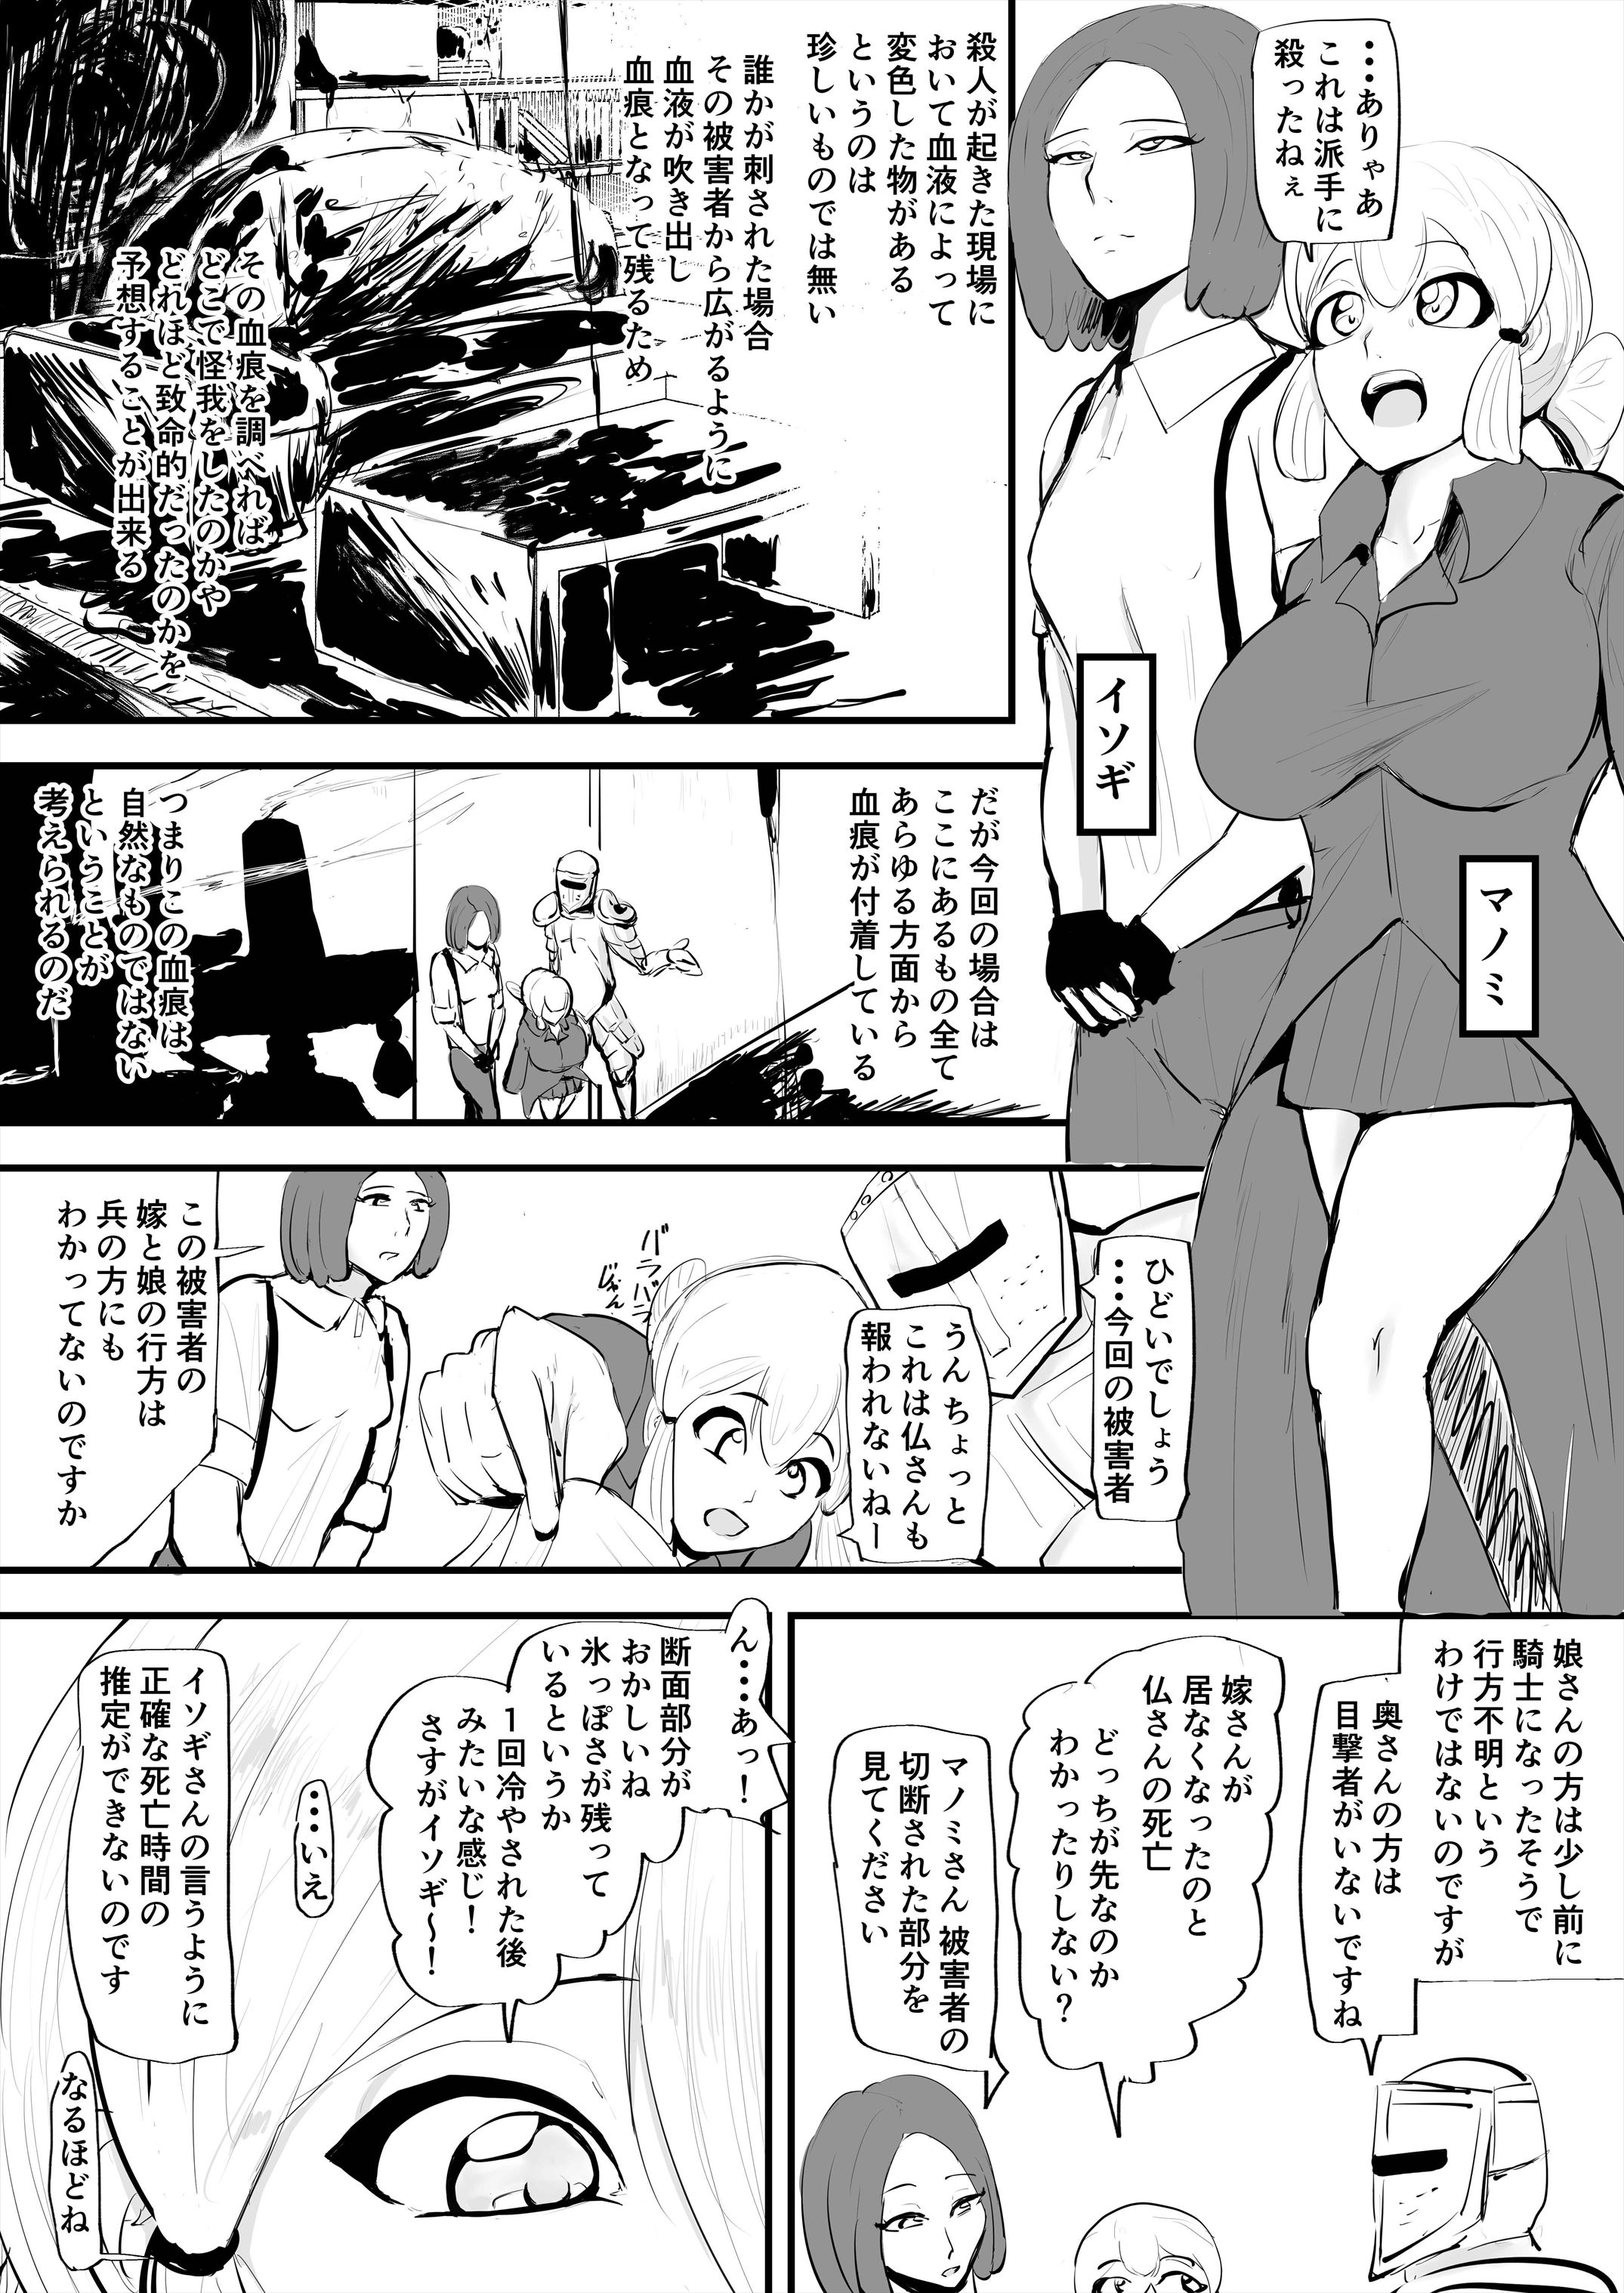 ・・・ありゃあ
これは派手に
殺ったねぇ
イソギ
マノミ
殺人が起きた現場に
おいて血液によって
変色した物がある
というのは
珍しいものでは無い
誰かが刺された場合
その被害者から広がるように
血液が吹き出し
血痕となって残るため
その血痕を調べれば
どこで怪我をしたのかや
どれほど致命的だったのかを
予想することが出来る
だが今回の場合は
ここにあるもの全て
あらゆる方面から
血痕が付着している
つまりこの血痕は
自然なものではない
ということが
考えられるのだ
ひどいでしょう
・・・今回の被害者
うんちょっと
これは仏さんも
報われないねー
バラバラ
じゃん
この被害者の
嫁と娘の行方は
兵の方にも
わかってないのですか
娘さんの方は少し前に
騎士になったそうで
行方不明という
わけではないのですが
奥さんの方は
目撃者がいないですね
嫁さんが
居なくなったのと
仏さんの死亡
どっちが先なのか
わかったりしない？
マノミさん 被害者の
切断された部分を
見てください
ん・・・あっ！
断面部分が
おかしいね
氷っぽさが残って
いるというか
１回冷やされた後
みたいな感じ！
さすがイソギ〜！
・・・いえ
イソギさんの言うように
正確な死亡時間の
推定ができないのです
なるほどね